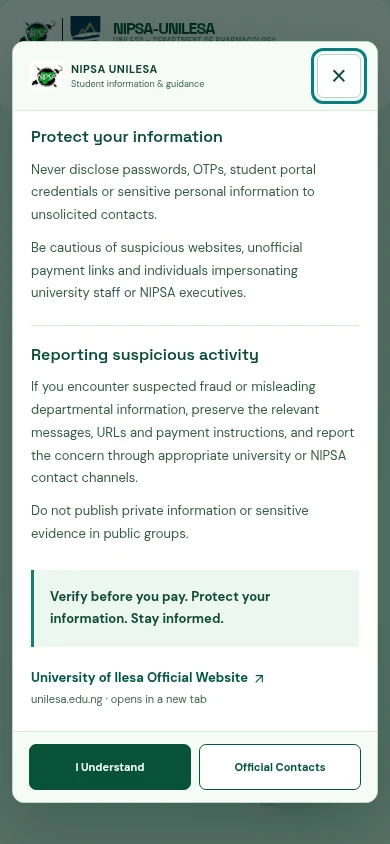 NIPSA-UNILESA
UNILESA – DEPARTMENT OF PHARMACOLOGY
NIPSA UNILESA
Student information & guidance
Protect your information
Never disclose passwords, OTPs, student portal
credentials or sensitive personal information to
unsolicited contacts.
Be cautious of suspicious websites, unofficial
payment links and individuals impersonating
university staff or NIPSA executives.
Reporting suspicious activity
If you encounter suspected fraud or misleading
departmental information, preserve the relevant
messages, URLs and payment instructions, and report
the concern through appropriate university or NIPSA
contact channels.
Do not publish private information or sensitive
evidence in public groups.
Verify before you pay. Protect your
information. Stay informed.
University of Ilesa Official Website ↗
unilesa.edu.ng · opens in a new tab
I Understand
Official Contacts